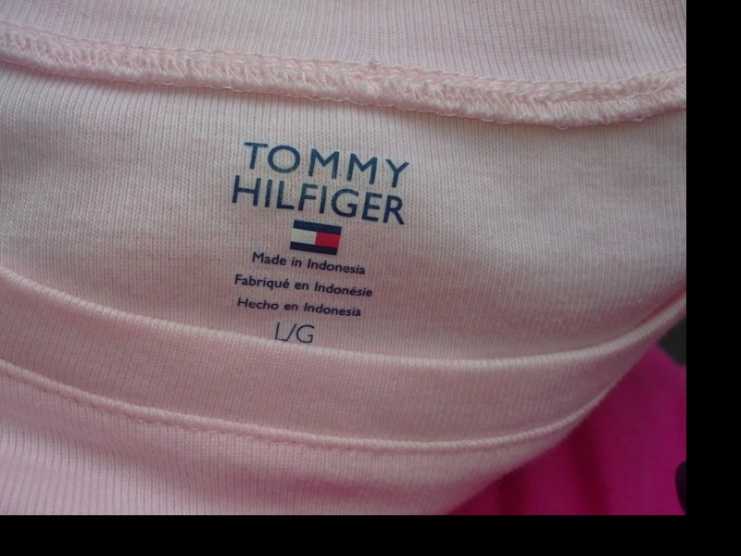 TOMMY
HILFIGER
Made in Indonesia
Fabriqué en Indonésie
Hecho en Indonesia
L/G